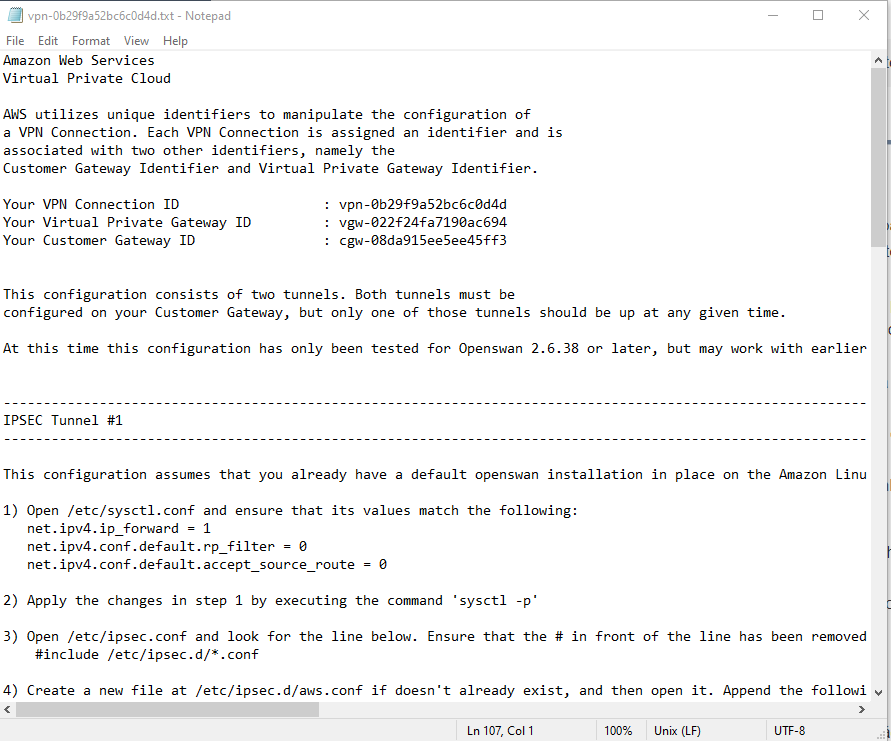 vpn-0b29f9a52bc6c0d4d.txt - Notepad
File Edit Format View Help
Amazon Web Services
Virtual Private Cloud
AWS utilizes unique identifiers to manipulate the configuration of
a VPN Connection. Each VPN Connection is assigned an identifier and is
associated with two other identifiers, namely the
Customer Gateway Identifier and Virtual Private Gateway Identifier.
Your VPN Connection ID : vpn-0b29f9a52bc6c0d4d
Your Virtual Private Gateway ID : vgw-022f24fa7190ac694
Your Customer Gateway ID : cgw-08da915ee5ee45ff3
This configuration consists of two tunnels. Both tunnels must be
configured on your Customer Gateway, but only one of those tunnels should be up at any given time.
At this time this configuration has only been tested for Openswan 2.6.38 or later, but may work with earlier
------------------------------------------------------------------------------------------------------------
IPSEC Tunnel #1
------------------------------------------------------------------------------------------------------------
This configuration assumes that you already have a default openswan installation in place on the Amazon Linu
1) Open /etc/sysctl.conf and ensure that its values match the following:
net.ipv4.ip_forward = 1
net.ipv4.conf.default.rp_filter = 0
net.ipv4.conf.default.accept_source_route = 0
2) Apply the changes in step 1 by executing the command 'sysctl -p'
3) Open /etc/ipsec.conf and look for the line below. Ensure that the # in front of the line has been removed
#include /etc/ipsec.d/*.conf
4) Create a new file at /etc/ipsec.d/aws.conf if doesn't already exist, and then open it. Append the followi
Ln 107, Col 1 100% Unix (LF) UTF-8